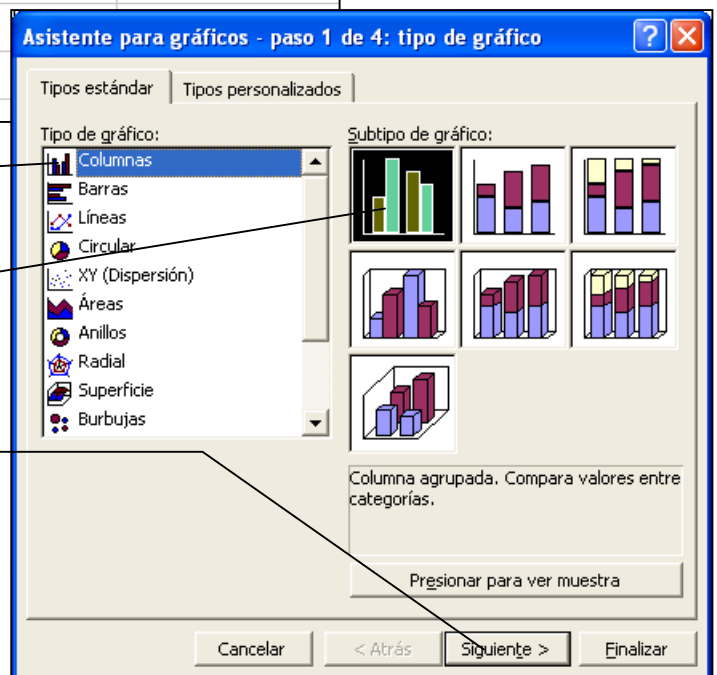 Asistente para gráficos - paso 1 de 4: tipo de gráfico
Tipos estándar
Tipos personalizados
Tipo de gráfico:
Columnas
Barras
Líneas
Circular
XY (Dispersión)
Áreas
Anillos
Radial
Superficie
Burbujas
Subtipo de gráfico:
Columna agrupada. Compara valores entre
categorías.
Presionar para ver muestra
Cancelar
< Atrás
Siguiente >
Finalizar